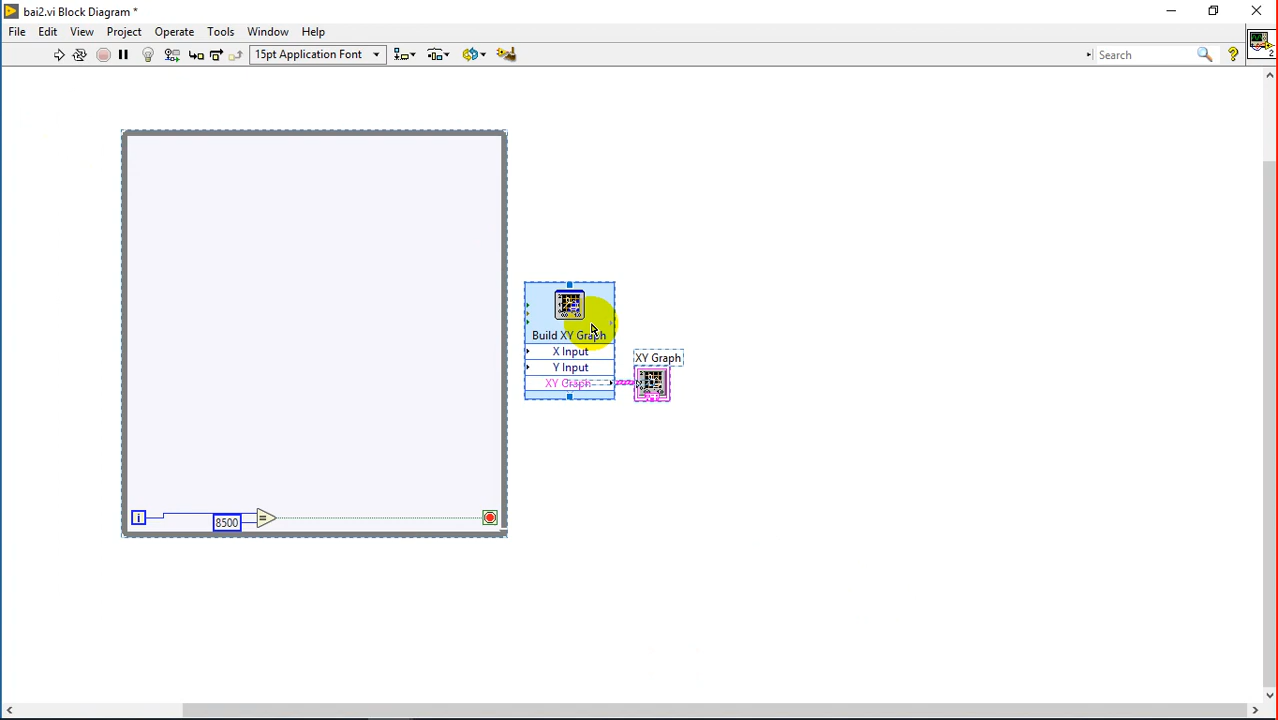 bai2.vi Block Diagram *
File Edit View Project Operate Tools Window Help
15pt Application Font
Search
?
2
Build XY Graph
X Input
Y Input
XY Graph
XY Graph
i
8500
=